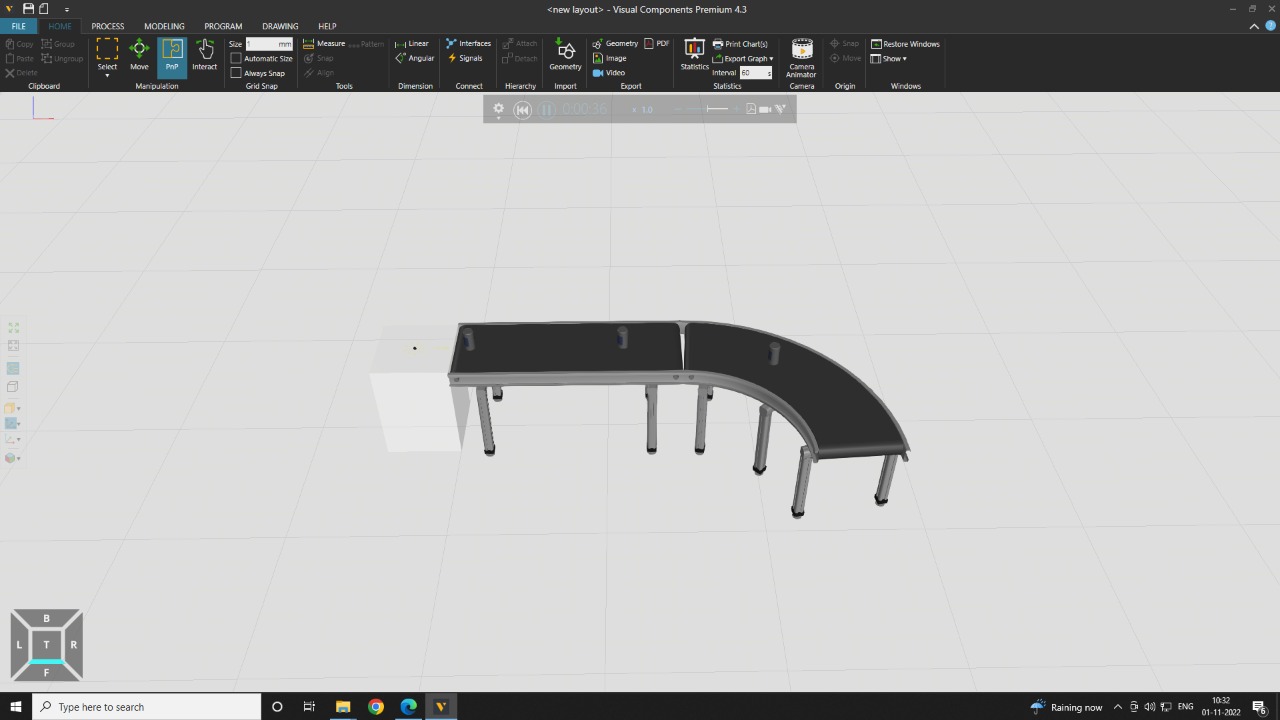 <new layout> - Visual Components Premium 4.3
FILE HOME PROCESS MODELING PROGRAM DRAWING HELP
Copy Group
Paste Ungroup
Delete
Clipboard
Select Move PnP Interact
Manipulation
Size 1 mm
Automatic Size
Always Snap
Grid Snap
Measure Pattern
Snap
Align
Tools
Linear
Angular
Dimension
Interfaces
Signals
Connect
Attach
Detach
Hierarchy
Geometry
Import
Geometry PDF
Image
Video
Export
Statistics
Print Chart(s)
Export Graph
Interval 60 s
Statistics
Camera
Animator
Camera
Snap
Move
Origin
Restore Windows
Show
Windows
0:00:36 x 1.0
B
L T R
F
Type here to search
Raining now
ENG
10:32
01-11-2022
6